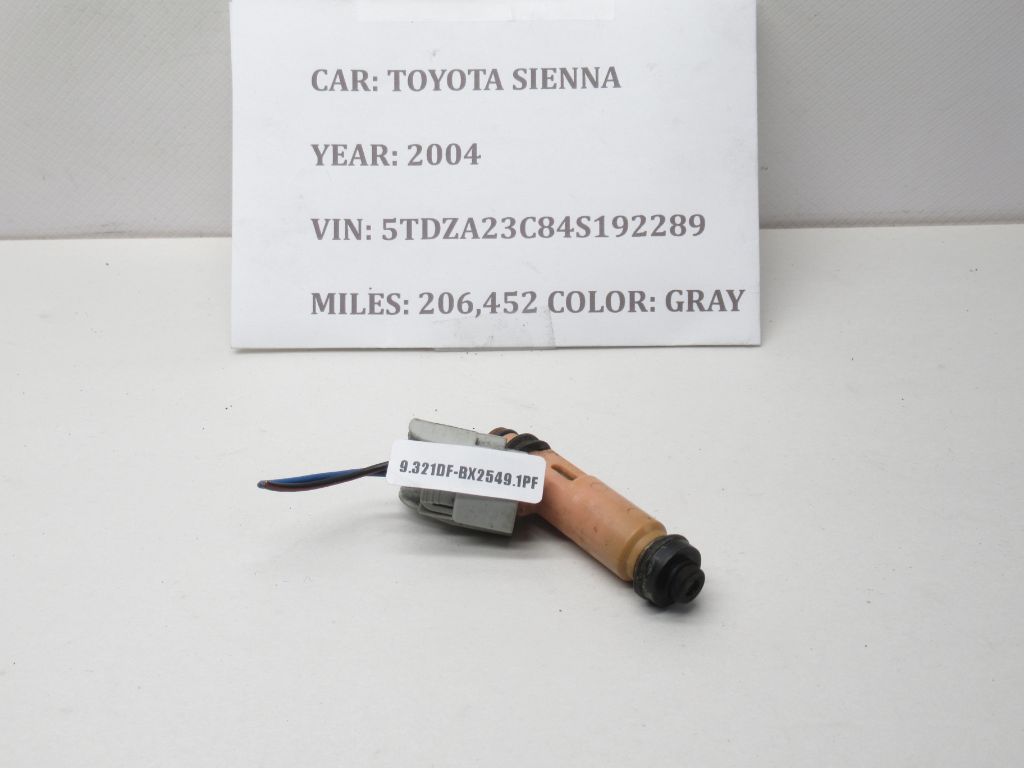 CAR: TOYOTA SIENNA
YEAR: 2004
VIN: 5TDZA23C84S192289
MILES: 206,452 COLOR: GRAY
9.321DF-BX2549.1PF